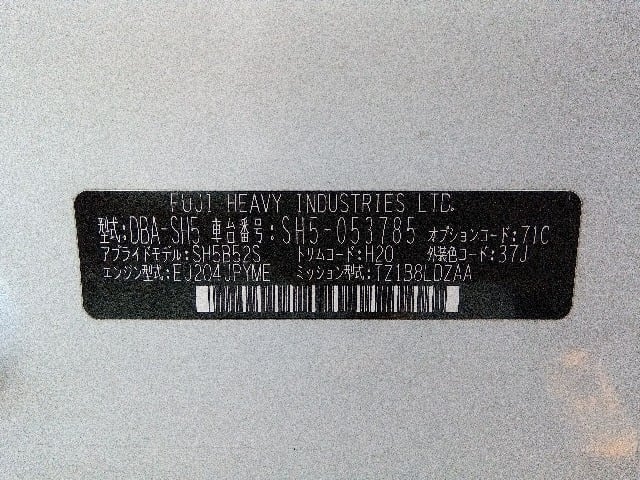 FUJI HEAVY INDUSTRIES LTD.
型式:DBA-SH5 車台番号:SH5-053785 オプションコード:71C
アプライドモデル:SH5B52S トリムコード:H20 外装色コード:37J
エンジン型式:EJ204JPYME ミッション型式:TZ1B8LDZAA